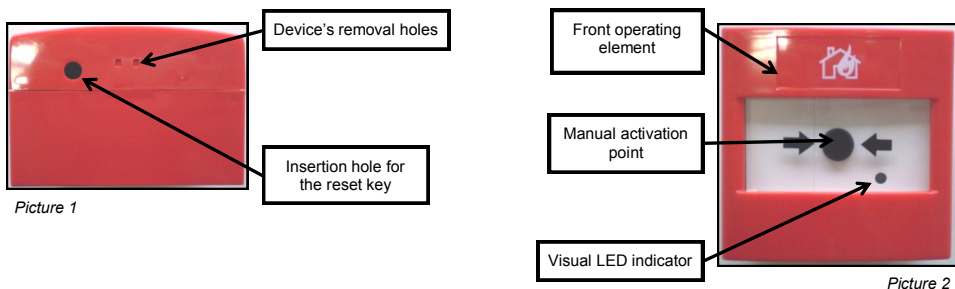 Device's removal holes
Insertion hole for
the reset key
Picture 1
Front operating
element
Manual activation
point
Visual LED indicator
Picture 2